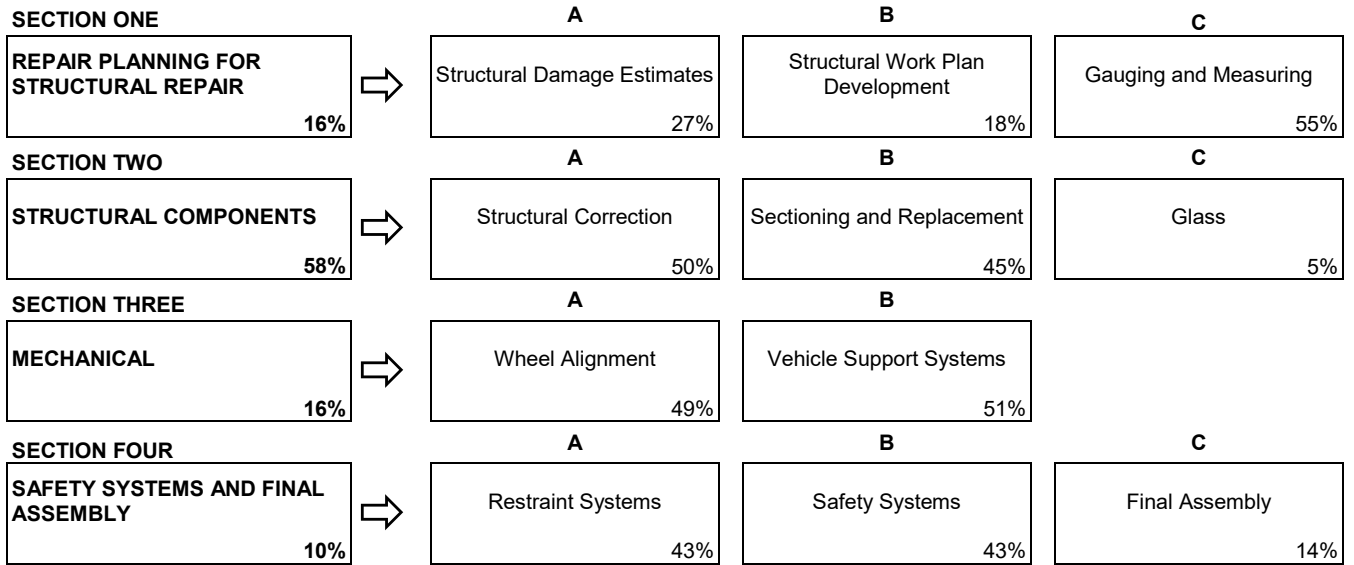 SECTION ONE
A
B
C
REPAIR PLANNING FOR
STRUCTURAL REPAIR
16%
Structural Damage Estimates
27%
Structural Work Plan
Development
18%
Gauging and Measuring
55%
SECTION TWO
A
B
C
STRUCTURAL COMPONENTS
58%
Structural Correction
50%
Sectioning and Replacement
45%
Glass
5%
SECTION THREE
A
B
MECHANICAL
16%
Wheel Alignment
49%
Vehicle Support Systems
51%
SECTION FOUR
A
B
C
SAFETY SYSTEMS AND FINAL
ASSEMBLY
10%
Restraint Systems
43%
Safety Systems
43%
Final Assembly
14%